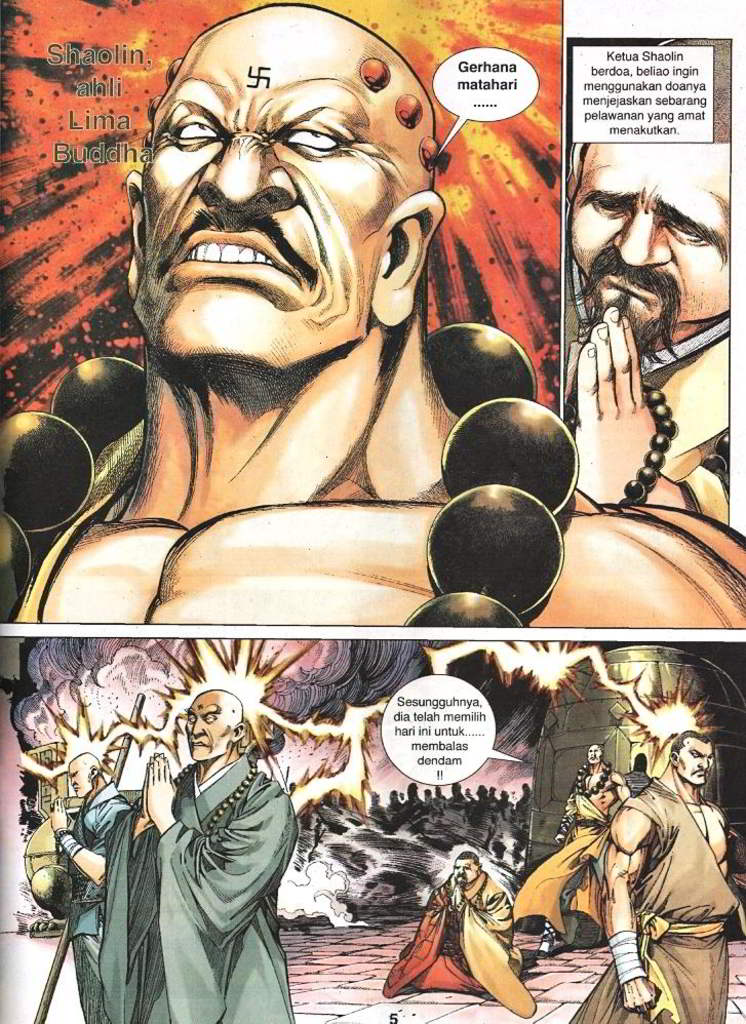 Shaolin,
ahli
Lima
Buddha
Gerhana
matahari
......
Ketua Shaolin
berdoa, beliao ingin
menggunakan doanya
menjejaskan sebarang
pelawanan yang amat
menakutkan.
Sesungguhnya,
dia telah memilih
hari ini untuk......
membalas
dendam
!!
5